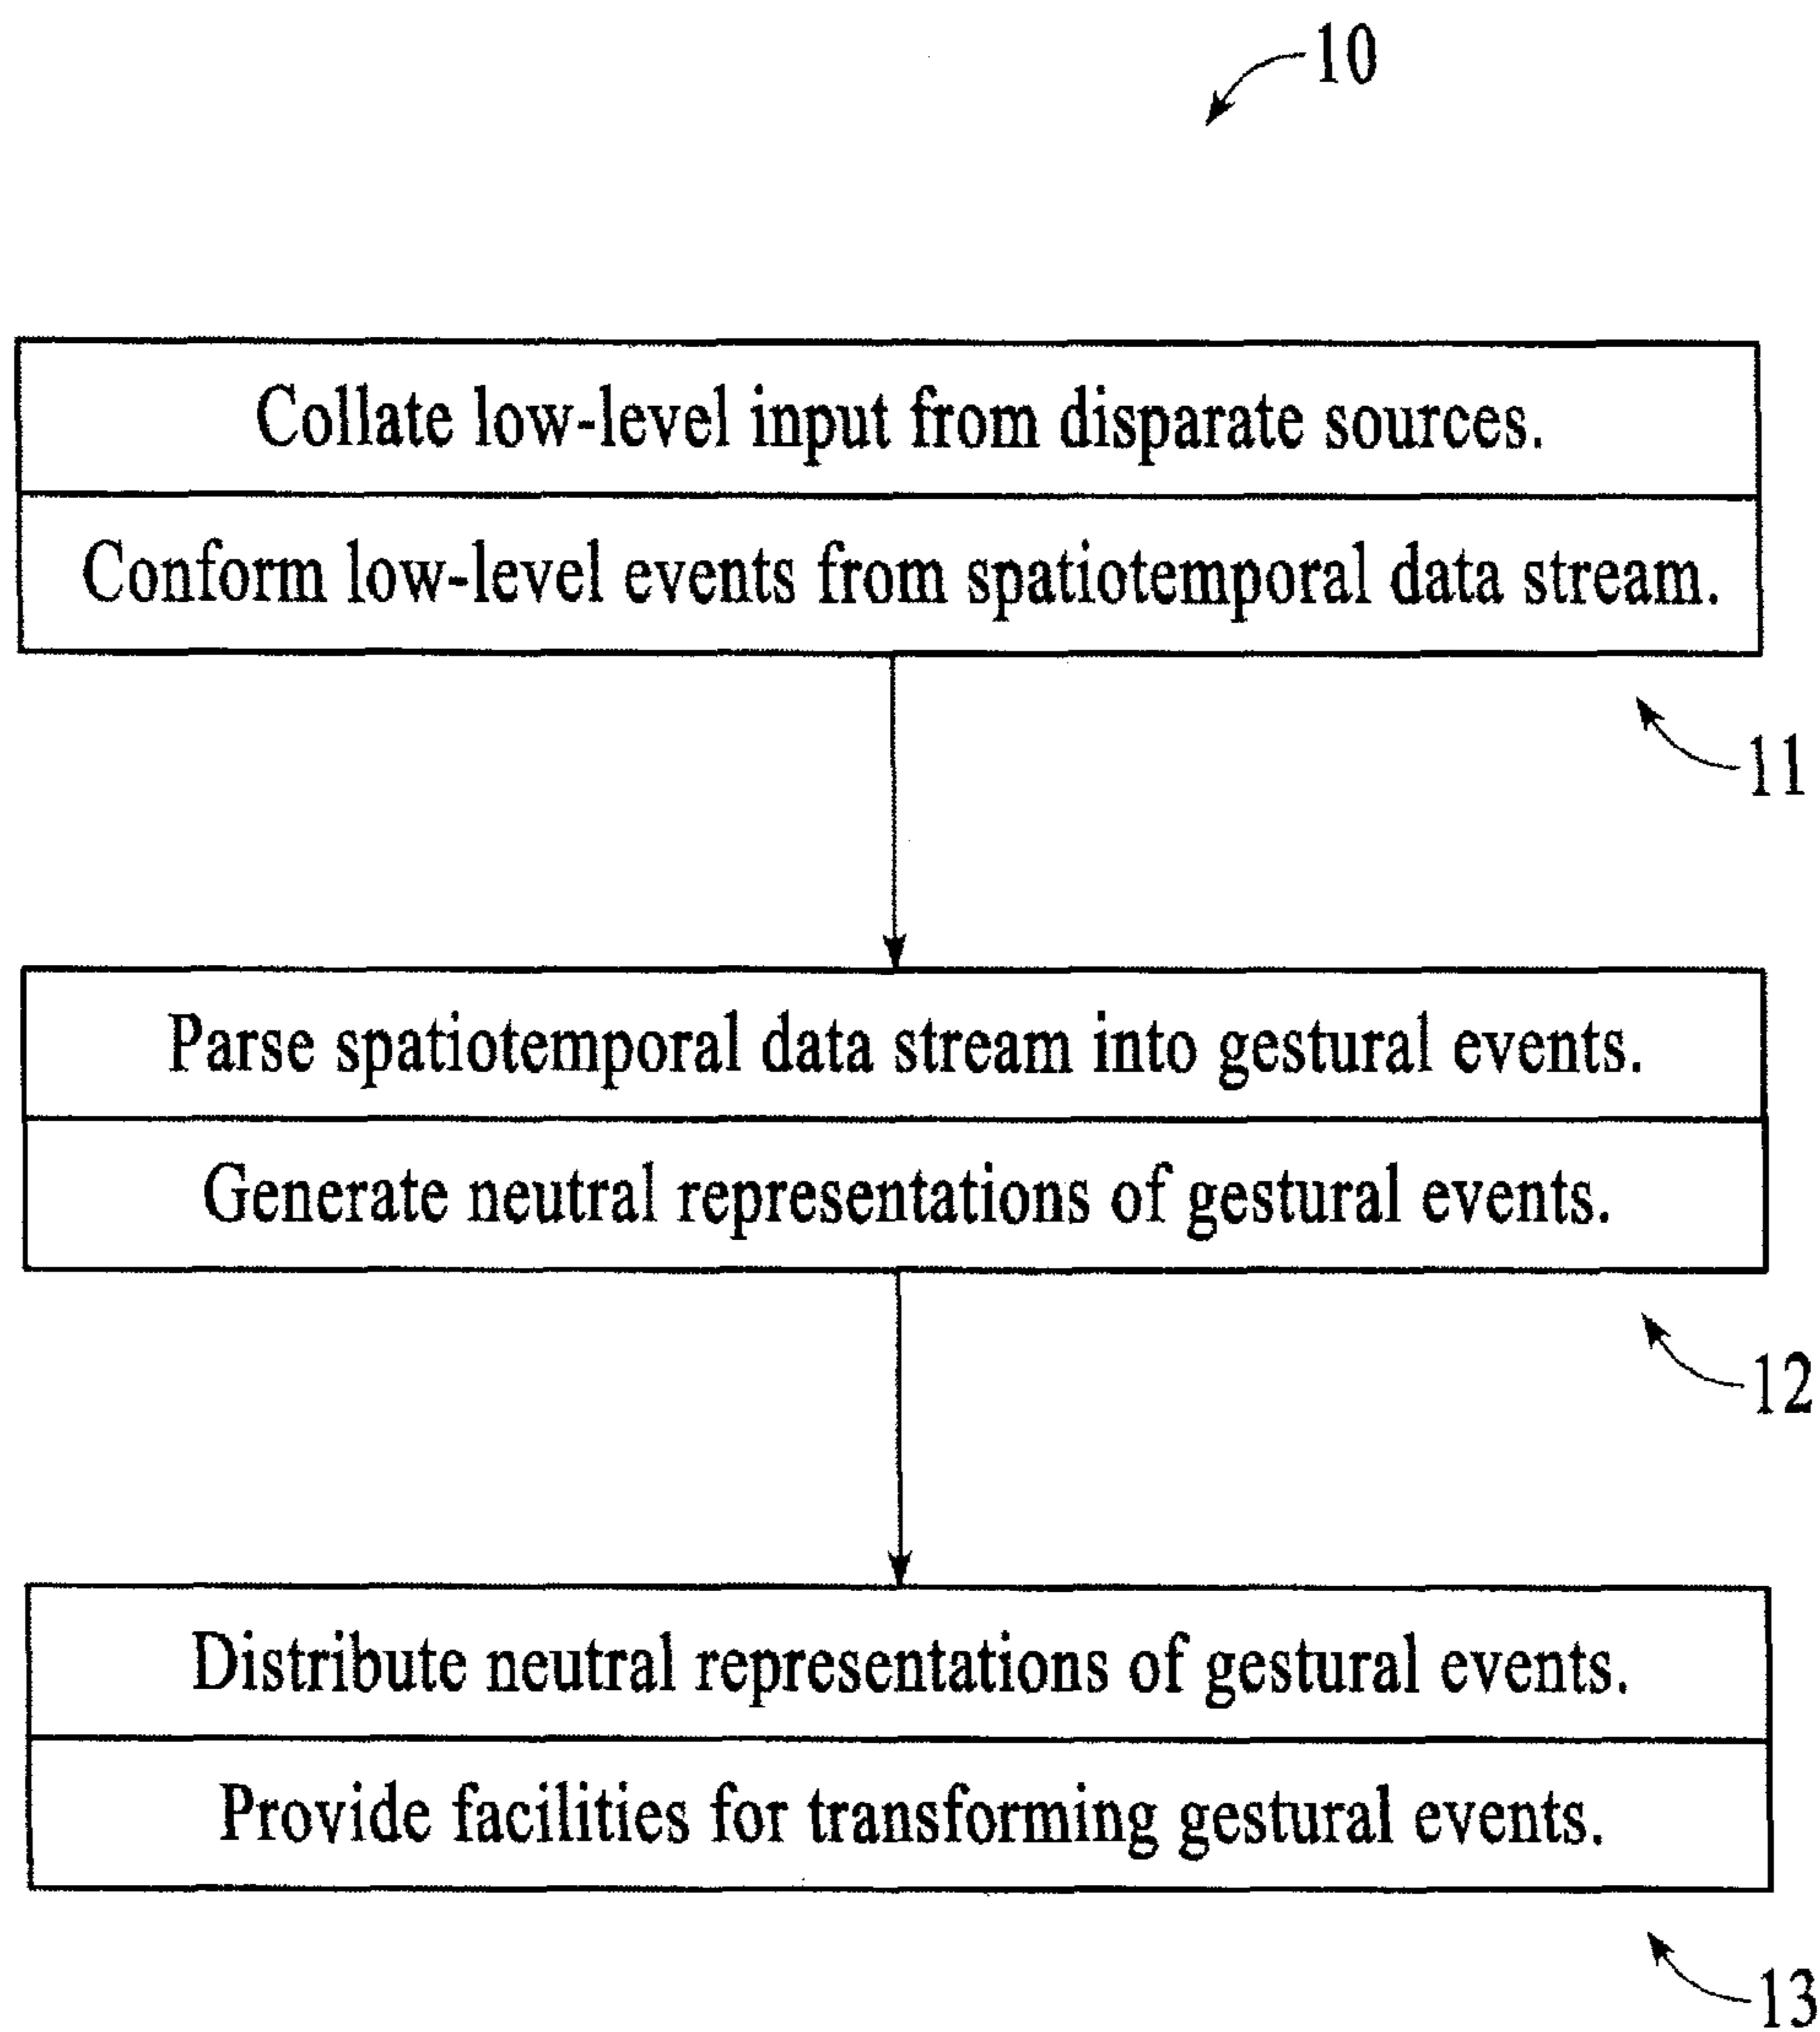 10
Collate low-level input from disparate sources.
Conform low-level events from spatiotemporal data stream.
11
Parse spatiotemporal data stream into gestural events.
Generate neutral representations of gestural events.
12
Distribute neutral representations of gestural events.
Provide facilities for transforming gestural events.
13